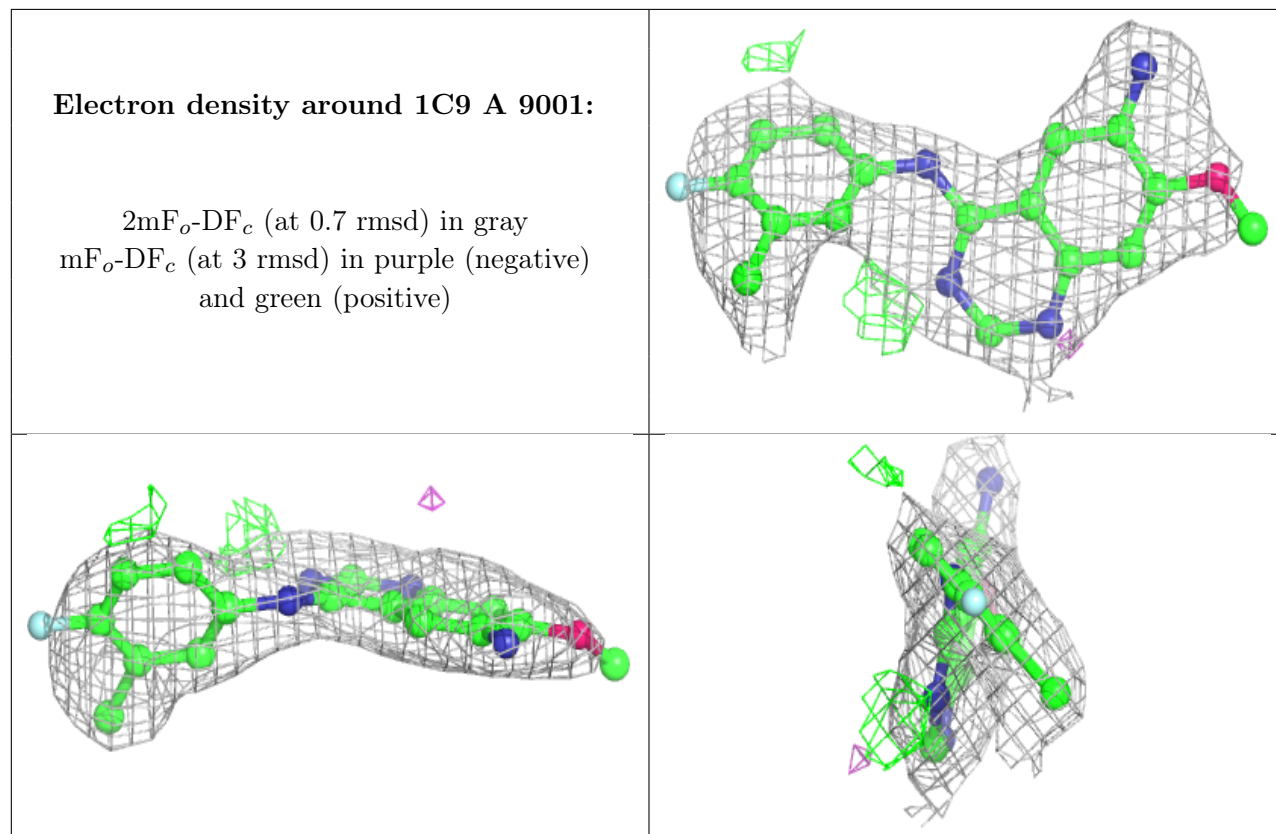 Electron density around 1C9 A 9001:
2mFo-DFc (at 0.7 rmsd) in gray
mFo-DFc (at 3 rmsd) in purple (negative)
and green (positive)